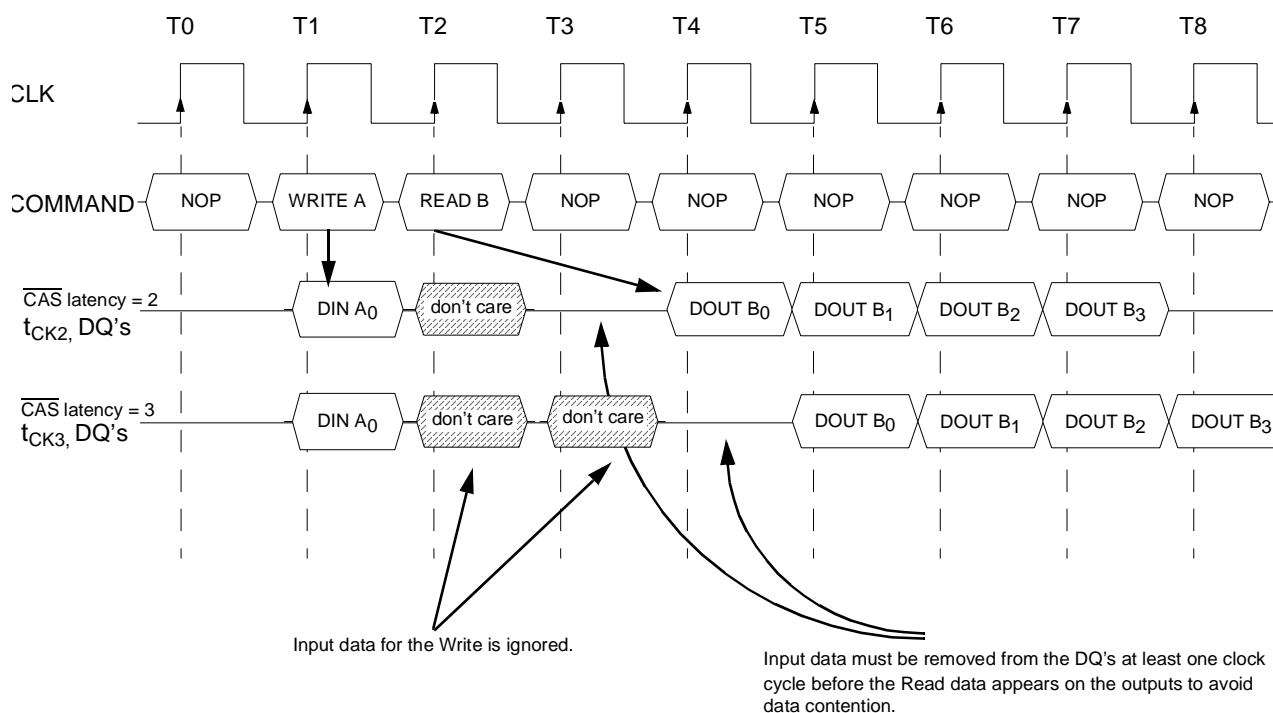 T0 T1 T2 T3 T4 T5 T6 T7 T8
CLK
COMMAND NOP WRITE A READ B NOP NOP NOP NOP NOP NOP
CAS latency = 2
tCK2, DQ's
DIN A0 don't care DOUT B0 DOUT B1 DOUT B2 DOUT B3
CAS latency = 3
tCK3, DQ's
DIN A0 don't care don't care DOUT B0 DOUT B1 DOUT B2 DOUT B3
Input data for the Write is ignored.
Input data must be removed from the DQ's at least one clock
cycle before the Read data appears on the outputs to avoid
data contention.